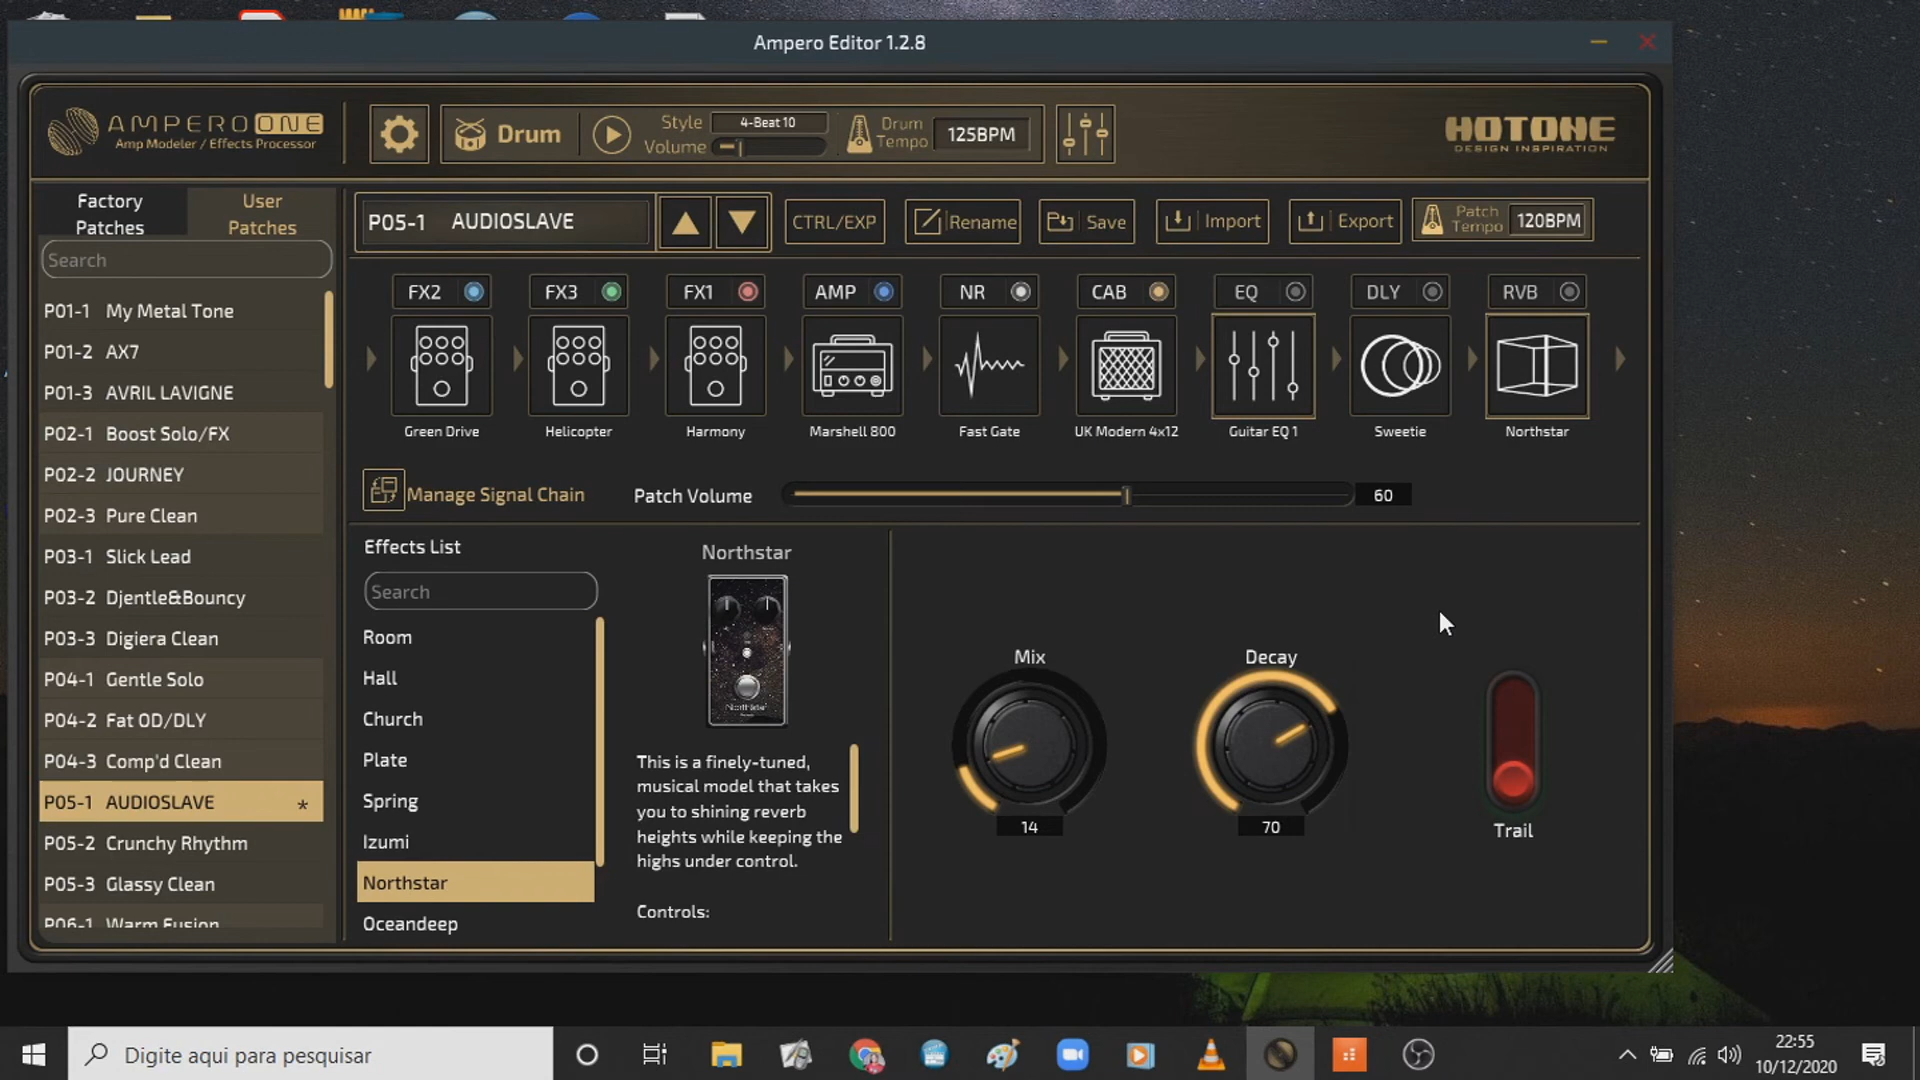 Ampero Editor 1.2.8
AMPERO ONE
Amp Modeler / Effects Processor
Drum
Style
4-Beat 10
Volume
Drum
Tempo
125BPM
HOTONE
DESIGN INSPIRATION
Factory
Patches
User
Patches
Search
P01-1 My Metal Tone
P01-2 AX7
P01-3 AVRIL LAVIGNE
P02-1 Boost Solo/FX
P02-2 JOURNEY
P02-3 Pure Clean
P03-1 Slick Lead
P03-2 Djentle&Bouncy
P03-3 Digiera Clean
P04-1 Gentle Solo
P04-2 Fat OD/DLY
P04-3 Comp'd Clean
P05-1 AUDIOSLAVE *
P05-2 Crunchy Rhythm
P05-3 Glassy Clean
P06-1 Warm Fusion
P05-1 AUDIOSLAVE
CTRL/EXP
Rename
Save
Import
Export
Patch
Tempo
120BPM
FX2
FX3
FX1
AMP
NR
CAB
EQ
DLY
RVB
Green Drive
Helicopter
Harmony
Marshell 800
Fast Gate
UK Modern 4x12
Guitar EQ 1
Sweetie
Northstar
Manage Signal Chain
Patch Volume
60
Effects List
Search
Room
Hall
Church
Plate
Spring
Izumi
Northstar
Oceandeep
Northstar
Northstar
This is a finely-tuned,
musical model that takes
you to shining reverb
heights while keeping the
highs under control.
Controls:
Mix
14
Decay
70
Trail
Digite aqui para pesquisar
22:55
10/12/2020